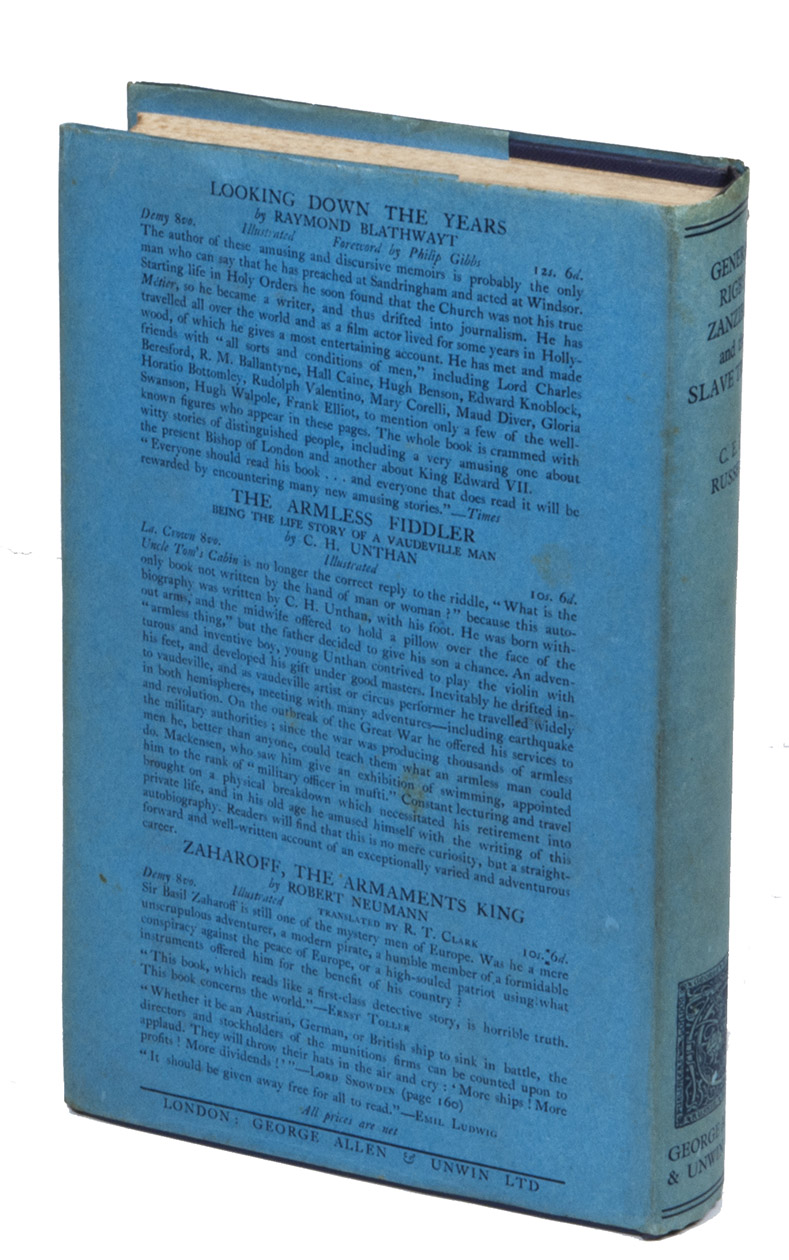 LOOKING DOWN THE YEARS
by RAYMOND BLATHWAYT
Demy 8vo. Illustrated Foreword by Philip Gibbs 12s. 6d.
The author of these amusing and discursive memoirs is probably the only
man who can say that he has preached at Sandringham and acted at Windsor.
Starting life in Holy Orders he soon found that the Church was not his true
Métier, so he became a writer, and thus drifted into journalism. He has
travelled all over the world and as a film actor lived for some years in Holly-
wood, of which he gives a most entertaining account. He has met and made
friends with "all sorts and conditions of men," including Lord Charles
Beresford, R. M. Ballantyne, Hall Caine, Hugh Benson, Edward Knoblock,
Horatio Bottomley, Rudolph Valentino, Mary Corelli, Maud Diver, Gloria
Swanson, Hugh Walpole, Frank Elliot, to mention only a few of the well-
known figures who appear in these pages. The whole book is crammed with
witty stories of distinguished people, including a very amusing one about
the present Bishop of London and another about King Edward VII.
"Everyone should read his book . . . and everyone that does read it will be
rewarded by encountering many new amusing stories."—Times
THE ARMLESS FIDDLER
BEING THE LIFE STORY OF A VAUDEVILLE MAN
by C. H. UNTHAN
La. Crown 8vo. Illustrated 10s. 6d.
Uncle Tom's Cabin is no longer the correct reply to the riddle, "What is the
only book not written by the hand of man or woman?" because this auto-
biography was written by C. H. Unthan, with his foot. He was born with-
out arms, and the midwife offered to hold a pillow over the face of the
"armless thing," but the father decided to give his son a chance. An adven-
turous and inventive boy, young Unthan contrived to play the violin with
his feet, and developed his gift under good masters. Inevitably he drifted in-
to vaudeville, and as vaudeville artist or circus performer he travelled widely
in both hemispheres, meeting with many adventures—including earthquake
and revolution. On the outbreak of the Great War he offered his services to
the military authorities; since the war was producing thousands of armless
men he, better than anyone, could teach them what an armless man could
do. Mackensen, who saw him give an exhibition of swimming, appointed
him to the rank of "military officer in mufti." Constant lecturing and travel
brought on a physical breakdown which necessitated his retirement into
private life, and in his old age he amused himself with the writing of this
autobiography. Readers will find that this is no mere curiosity, but a straight-
forward and well-written account of an exceptionally varied and adventurous
career.
ZAHAROFF, THE ARMAMENTS KING
by ROBERT NEUMANN
Demy 8vo. Illustrated TRANSLATED BY R. T. CLARK 10s. 6d.
Sir Basil Zaharoff is still one of the mystery men of Europe. Was he a mere
unscrupulous adventurer, a modern pirate, a humble member of a formidable
conspiracy against the peace of Europe, or a high-souled patriot using what
instruments offered him for the benefit of his country?
"This book, which reads like a first-class detective story, is horrible truth.
This book concerns the world."—ERNST TOLLER
"Whether it be an Austrian, German, or British ship to sink in battle, the
directors and stockholders of the munitions firms can be counted upon to
applaud. They will throw their hats in the air and cry: 'More ships! More
profits! More dividends!'"—LORD SNOWDEN (page 160)
"It should be given away free for all to read."—EMIL LUDWIG
All prices are net
LONDON: GEORGE ALLEN & UNWIN LTD
GENER
RIGB
ZANZI
and
SLAVE T
C. E.
RUSS
GEORGE
& UNWIN